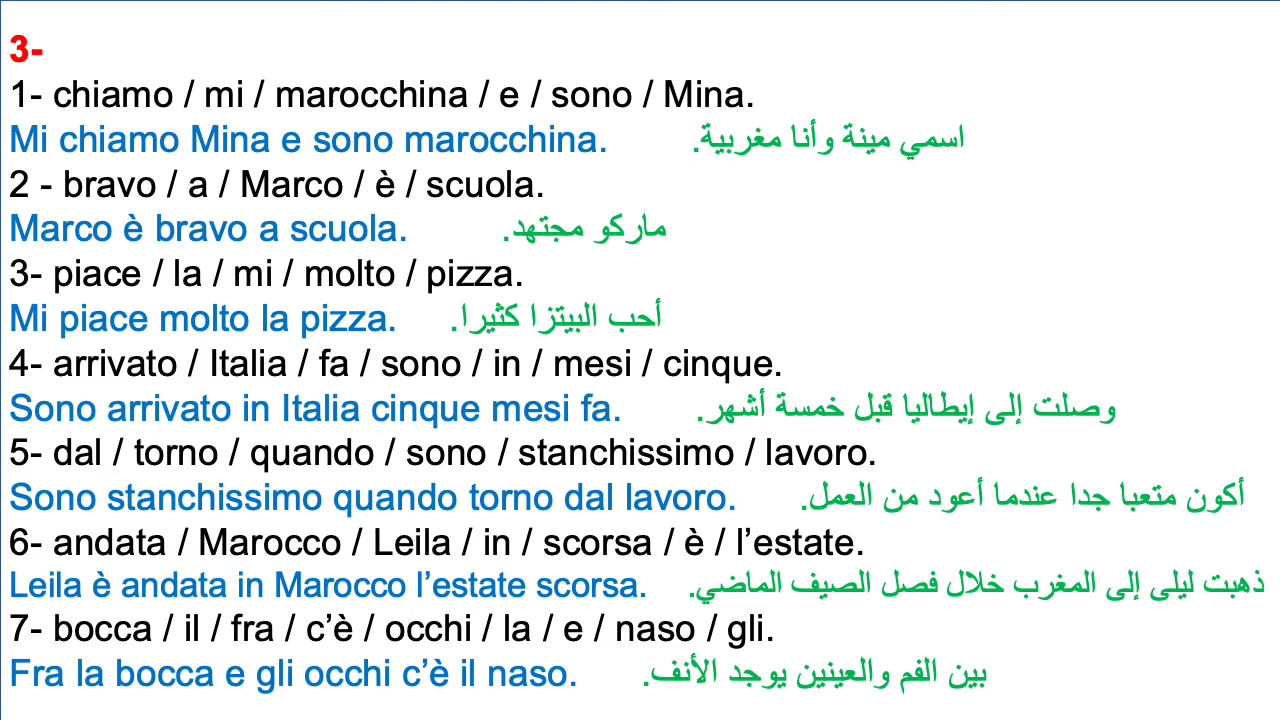 3-
1- chiamo / mi / marocchina / e / sono / Mina.
Mi chiamo Mina e sono marocchina. اسمي مينة وأنا مغربية.
2 - bravo / a / Marco / è / scuola.
Marco è bravo a scuola. ماركو مجتهد.
3- piace / la / mi / molto / pizza.
Mi piace molto la pizza. أحب البيتزا كثيرا.
4- arrivato / Italia / fa / sono / in / mesi / cinque.
Sono arrivato in Italia cinque mesi fa. وصلت إلى إيطاليا قبل خمسة أشهر.
5- dal / torno / quando / sono / stanchissimo / lavoro.
Sono stanchissimo quando torno dal lavoro. أكون متعبا جدا عندما أعود من العمل.
6- andata / Marocco / Leila / in / scorsa / è / l’estate.
Leila è andata in Marocco l’estate scorsa. ذهبت ليلى إلى المغرب خلال فصل الصيف الماضي.
7- bocca / il / fra / c’è / occhi / la / e / naso / gli.
Fra la bocca e gli occhi c’è il naso. بين الفم والعينين يوجد الأنف.